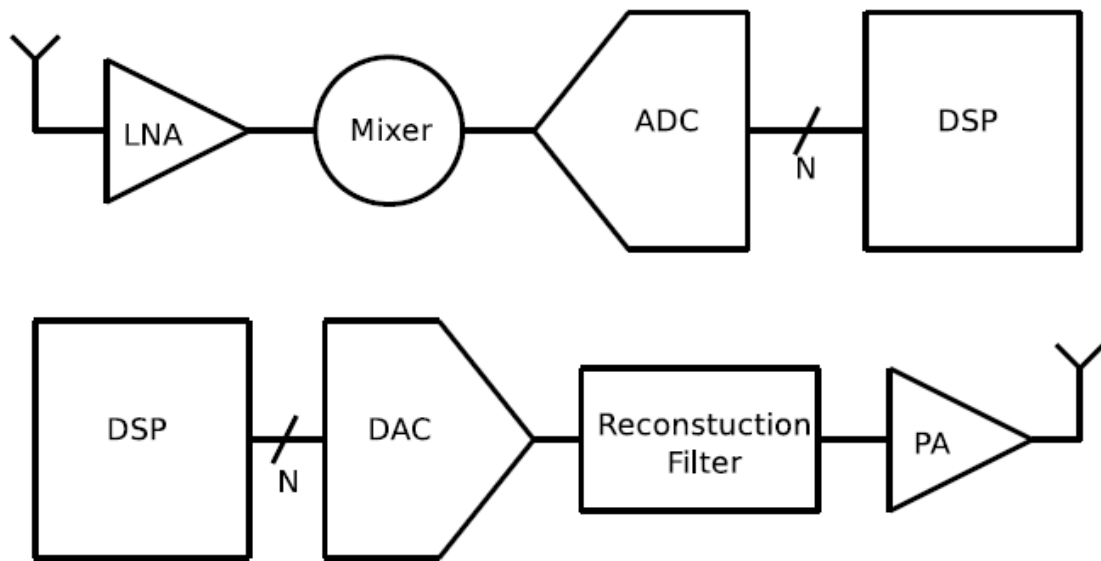 LNA
Mixer
ADC
N
DSP
DSP
N
DAC
Reconstuction
Filter
PA